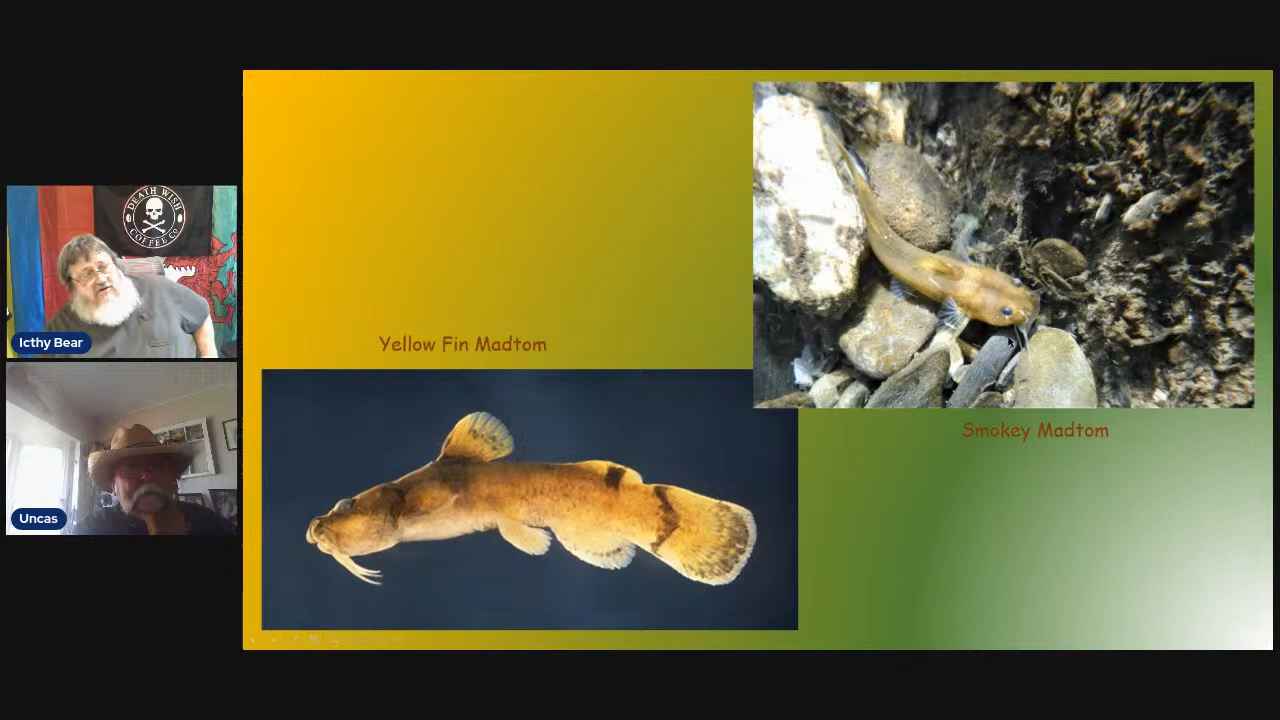 DEATH WISH
COFFEE CO
Icthy Bear
Uncas
Yellow Fin Madtom
Smokey Madtom